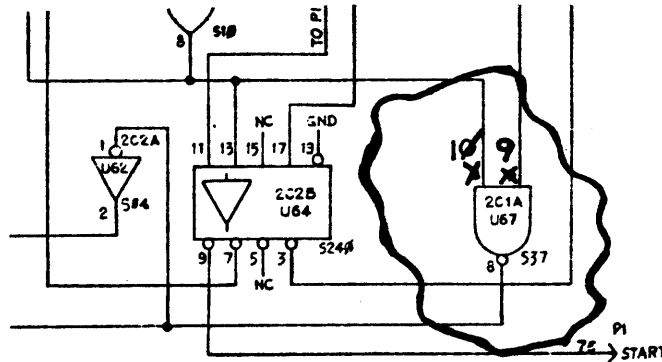 8 S1Ø
TO P1
1 2C2A
U62
2 SØ4
NC GND
11 13 15 17 13
2C2B
U64
S24Ø
9 7 5 3
NC
10 9
2C1A
U67
8 S37
P1
START